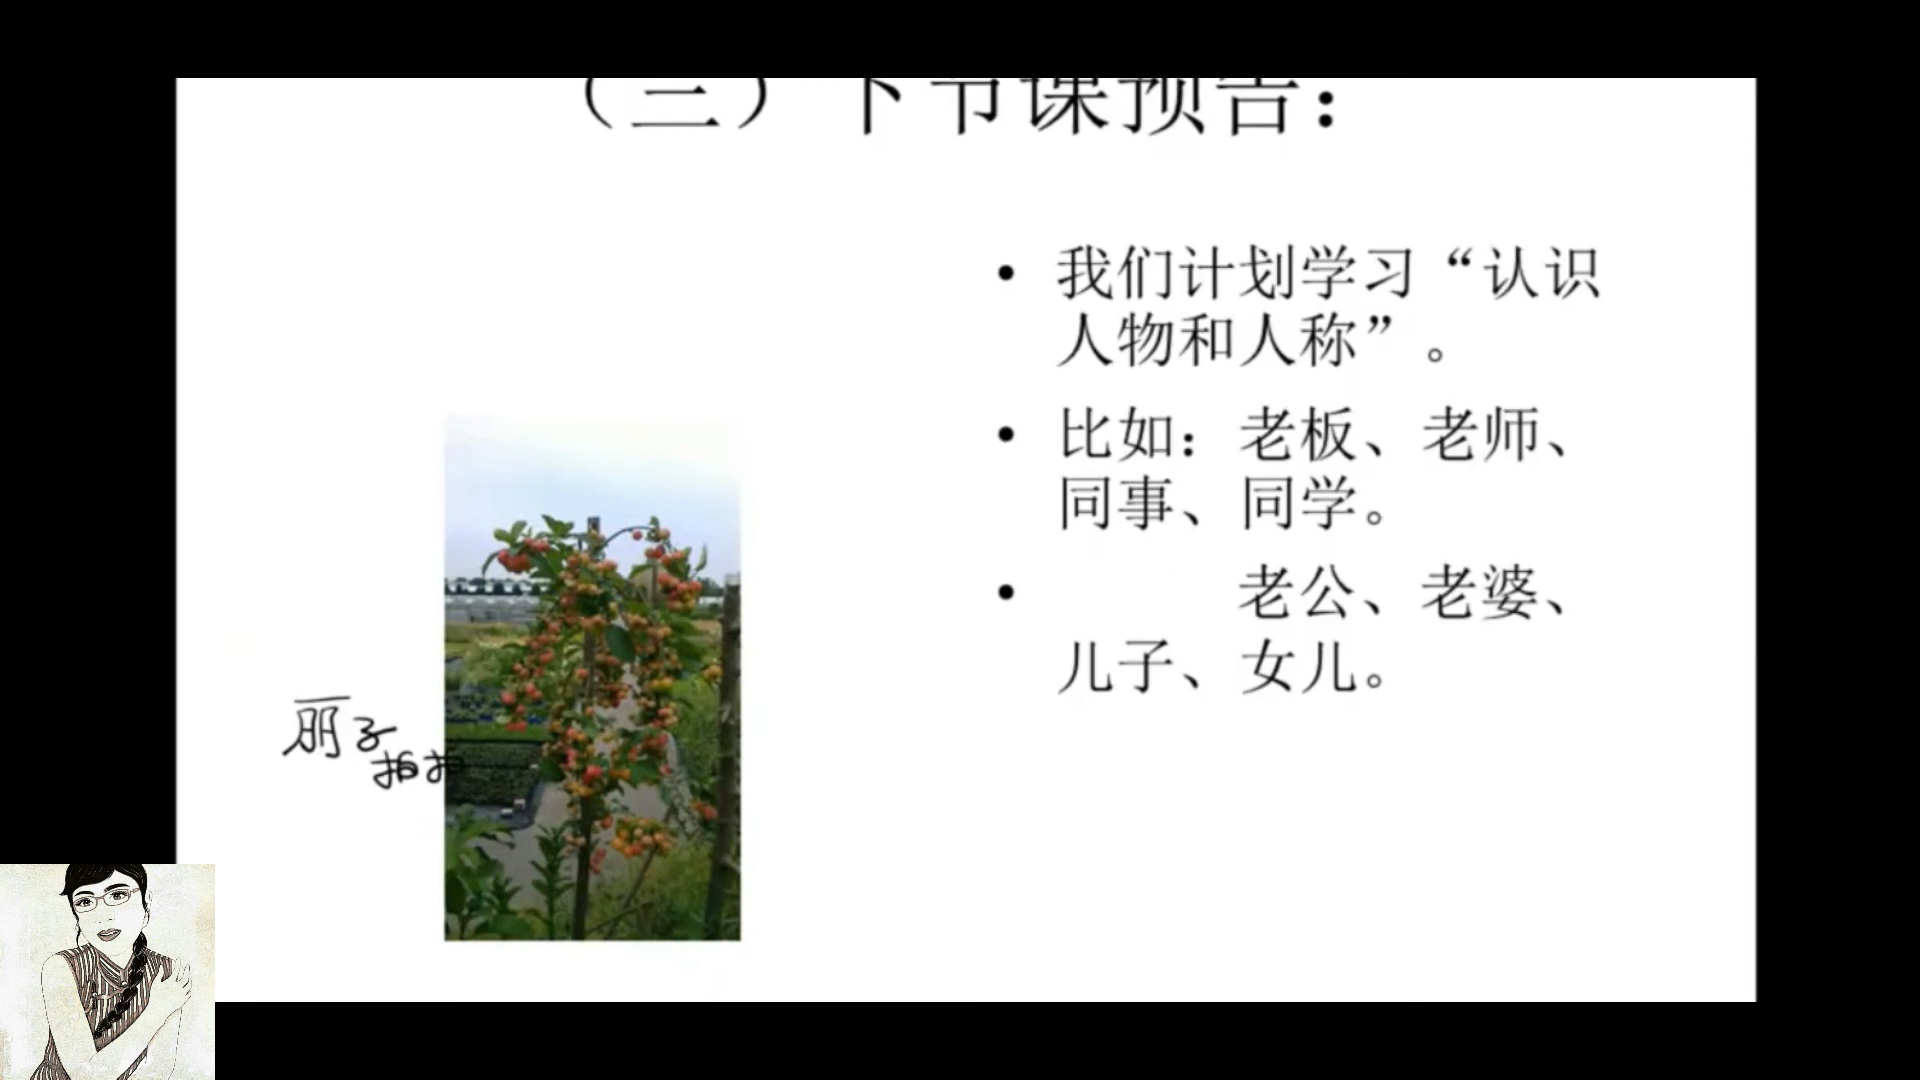 （三）下节课预告：
• 我们计划学习“认识
人物和人称”。
• 比如：老板、老师、
同事、同学。
• 老公、老婆、
儿子、女儿。
丽子
拍拍